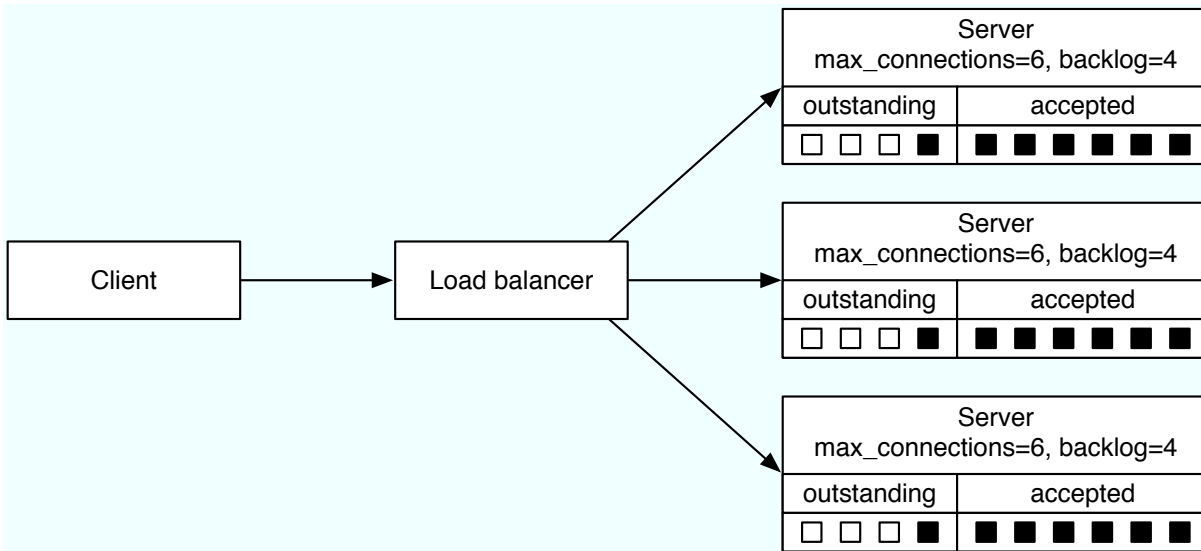 Client
Load balancer
Server
max_connections=6, backlog=4
outstanding accepted
Server
max_connections=6, backlog=4
outstanding accepted
Server
max_connections=6, backlog=4
outstanding accepted